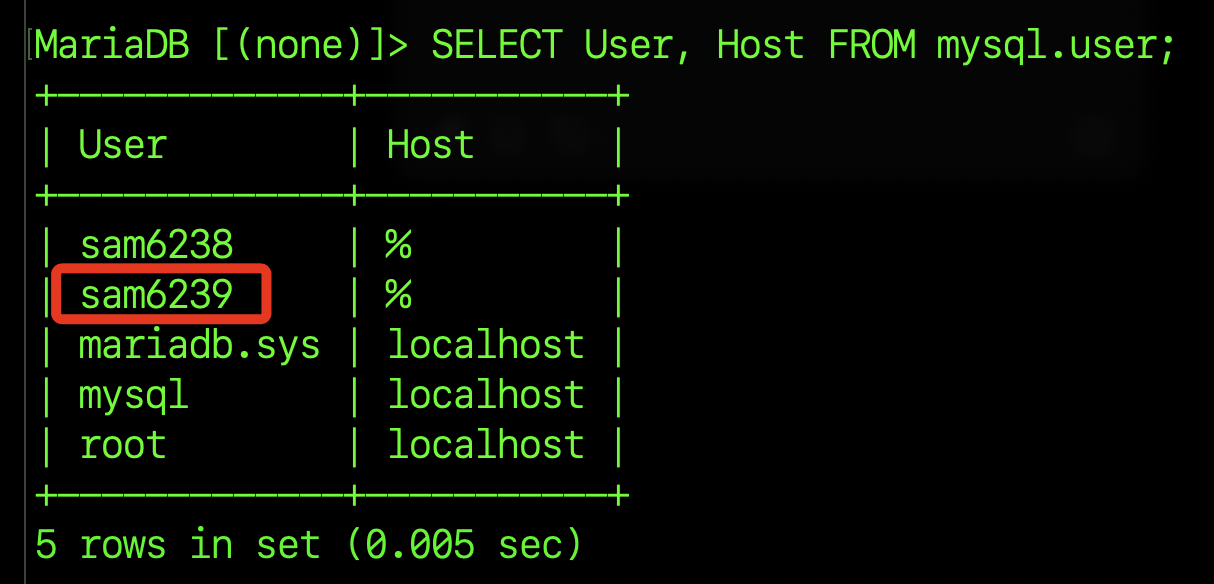 MariaDB [(none)]> SELECT User, Host FROM mysql.user;
+-------------+-----------+
| User        | Host      |
+-------------+-----------+
| sam6238     | %         |
| sam6239     | %         |
| mariadb.sys | localhost |
| mysql       | localhost |
| root        | localhost |
+-------------+-----------+
5 rows in set (0.005 sec)